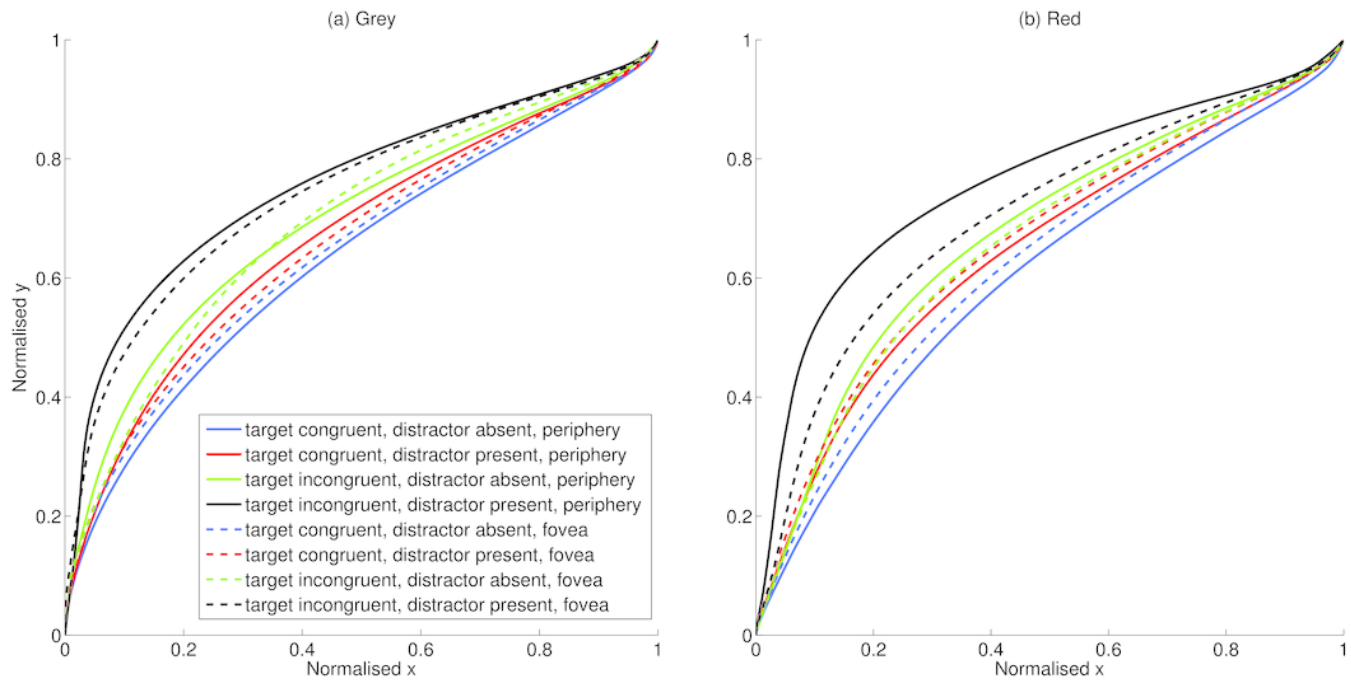 (a) Grey
1
0.8
0.6
0.4
0.2
0
Normalised y
target congruent, distractor absent, periphery
target congruent, distractor present, periphery
target incongruent, distractor absent, periphery
target incongruent, distractor present, periphery
target congruent, distractor absent, fovea
target congruent, distractor present, fovea
target incongruent, distractor absent, fovea
target incongruent, distractor present, fovea
0 0.2 0.4 0.6 0.8 1
Normalised x
(b) Red
1
0.8
0.6
0.4
0.2
0
0 0.2 0.4 0.6 0.8 1
Normalised x